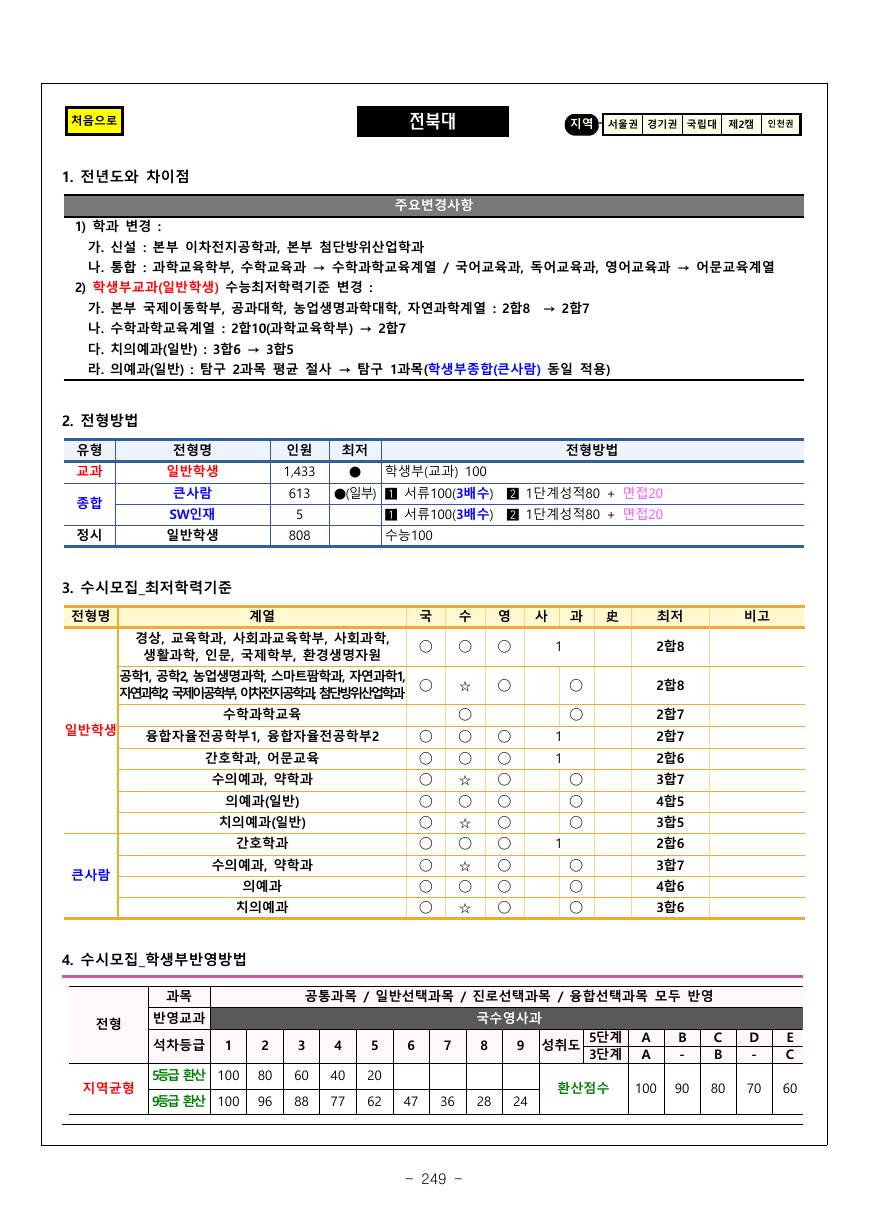 처음으로
전북대
지역 서울권 경기권 국립대 제2캠 인천권
1. 전년도와 차이점
주요변경사항
1) 학과 변경 :
가. 신설 : 본부 이차전지공학과, 본부 첨단방위산업학과
나. 통합 : 과학교육학부, 수학교육과 → 수학과학교육계열 / 국어교육과, 독어교육과, 영어교육과 → 어문교육계열
2) 학생부교과(일반학생) 수능최저학력기준 변경 :
가. 본부 국제이동학부, 공과대학, 농업생명과학대학, 자연과학계열 : 2합8 → 2합7
나. 수학과학교육계열 : 2합10(과학교육학부) → 2합7
다. 치의예과(일반) : 3합6 → 3합5
라. 의예과(일반) : 탐구 2과목 평균 절사 → 탐구 1과목(학생부종합(큰사람) 동일 적용)
2. 전형방법
유형 전형명 인원 최저 전형방법
교과 일반학생 1,433 ● 학생부(교과) 100
종합 큰사람 613 ●(일부) 1 서류100(3배수) 2 1단계성적80 + 면접20
SW인재 5 1 서류100(3배수) 2 1단계성적80 + 면접20
정시 일반학생 808 수능100
3. 수시모집_최저학력기준
전형명 계열 국 수 영 사 과 史 최저 비고
일반학생 경상, 교육학과, 사회과교육학부, 사회과학,
생활과학, 인문, 국제학부, 환경생명자원 ○ ○ ○ 1 2합8
공학1, 공학2, 농업생명과학, 스마트팜학과, 자연과학1,
자연과학2, 국제이공학부, 이차전지공학과, 첨단방위산업학과 ○ ☆ ○ ○ 2합8
수학과학교육 ○ ○ 2합7
융합자율전공학부1, 융합자율전공학부2 ○ ○ ○ 1 2합7
간호학과, 어문교육 ○ ○ ○ 1 2합6
수의예과, 약학과 ○ ☆ ○ ○ 3합7
의예과(일반) ○ ○ ○ ○ 4합5
치의예과(일반) ○ ☆ ○ ○ 3합5
큰사람 간호학과 ○ ○ ○ 1 2합6
수의예과, 약학과 ○ ☆ ○ ○ 3합7
의예과 ○ ○ ○ ○ 4합6
치의예과 ○ ☆ ○ ○ 3합6
4. 수시모집_학생부반영방법
전형 과목 공통과목 / 일반선택과목 / 진로선택과목 / 융합선택과목 모두 반영
반영교과 국수영사과
석차등급 1 2 3 4 5 6 7 8 9 성취도 5단계 A B C D E
3단계 A - B - C
지역균형 5등급 환산 100 80 60 40 20 환산점수 100 90 80 70 60
9등급 환산 100 96 88 77 62 47 36 28 24
- 249 -